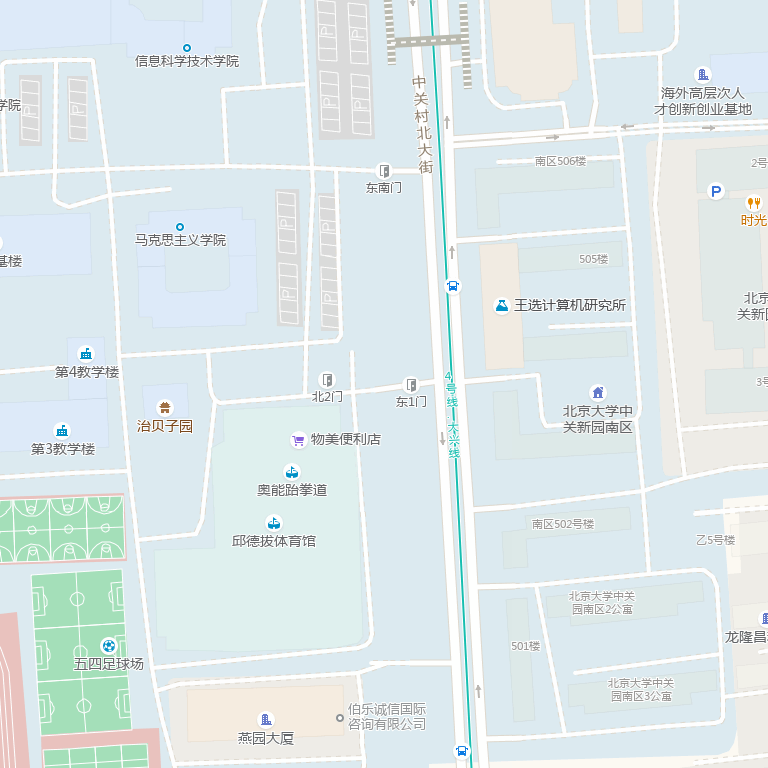 信息科学技术学院
学院
海外高层次人
才创新创业基地
中关村北大街
南区506楼
2号
P
东南门
时光
马克思主义学院
505楼
基楼
王选计算机研究所
北京
关新园
第4教学楼
4号线
大兴线
3号
北2门
东1门
北京大学中
关新园南区
治贝子园
物美便利店
第3教学楼
奥能跆拳道
南区502号楼
邱德拔体育馆
乙5号楼
北京大学中关
园南区2公寓
龙隆昌
501楼
五四足球场
北京大学中关
园南区3公寓
伯乐诚信国际
咨询有限公司
燕园大厦